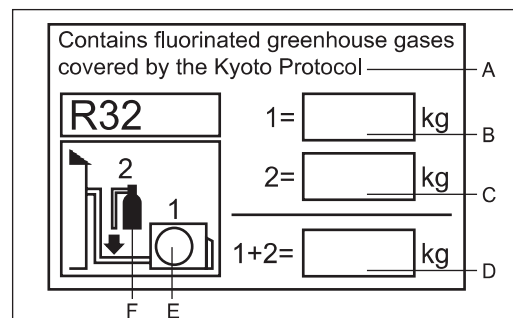 Contains fluorinated greenhouse gases
covered by the Kyoto Protocol
A
R32
1= kg
B
2
2= kg
C
1
1+2= kg
D
F
E